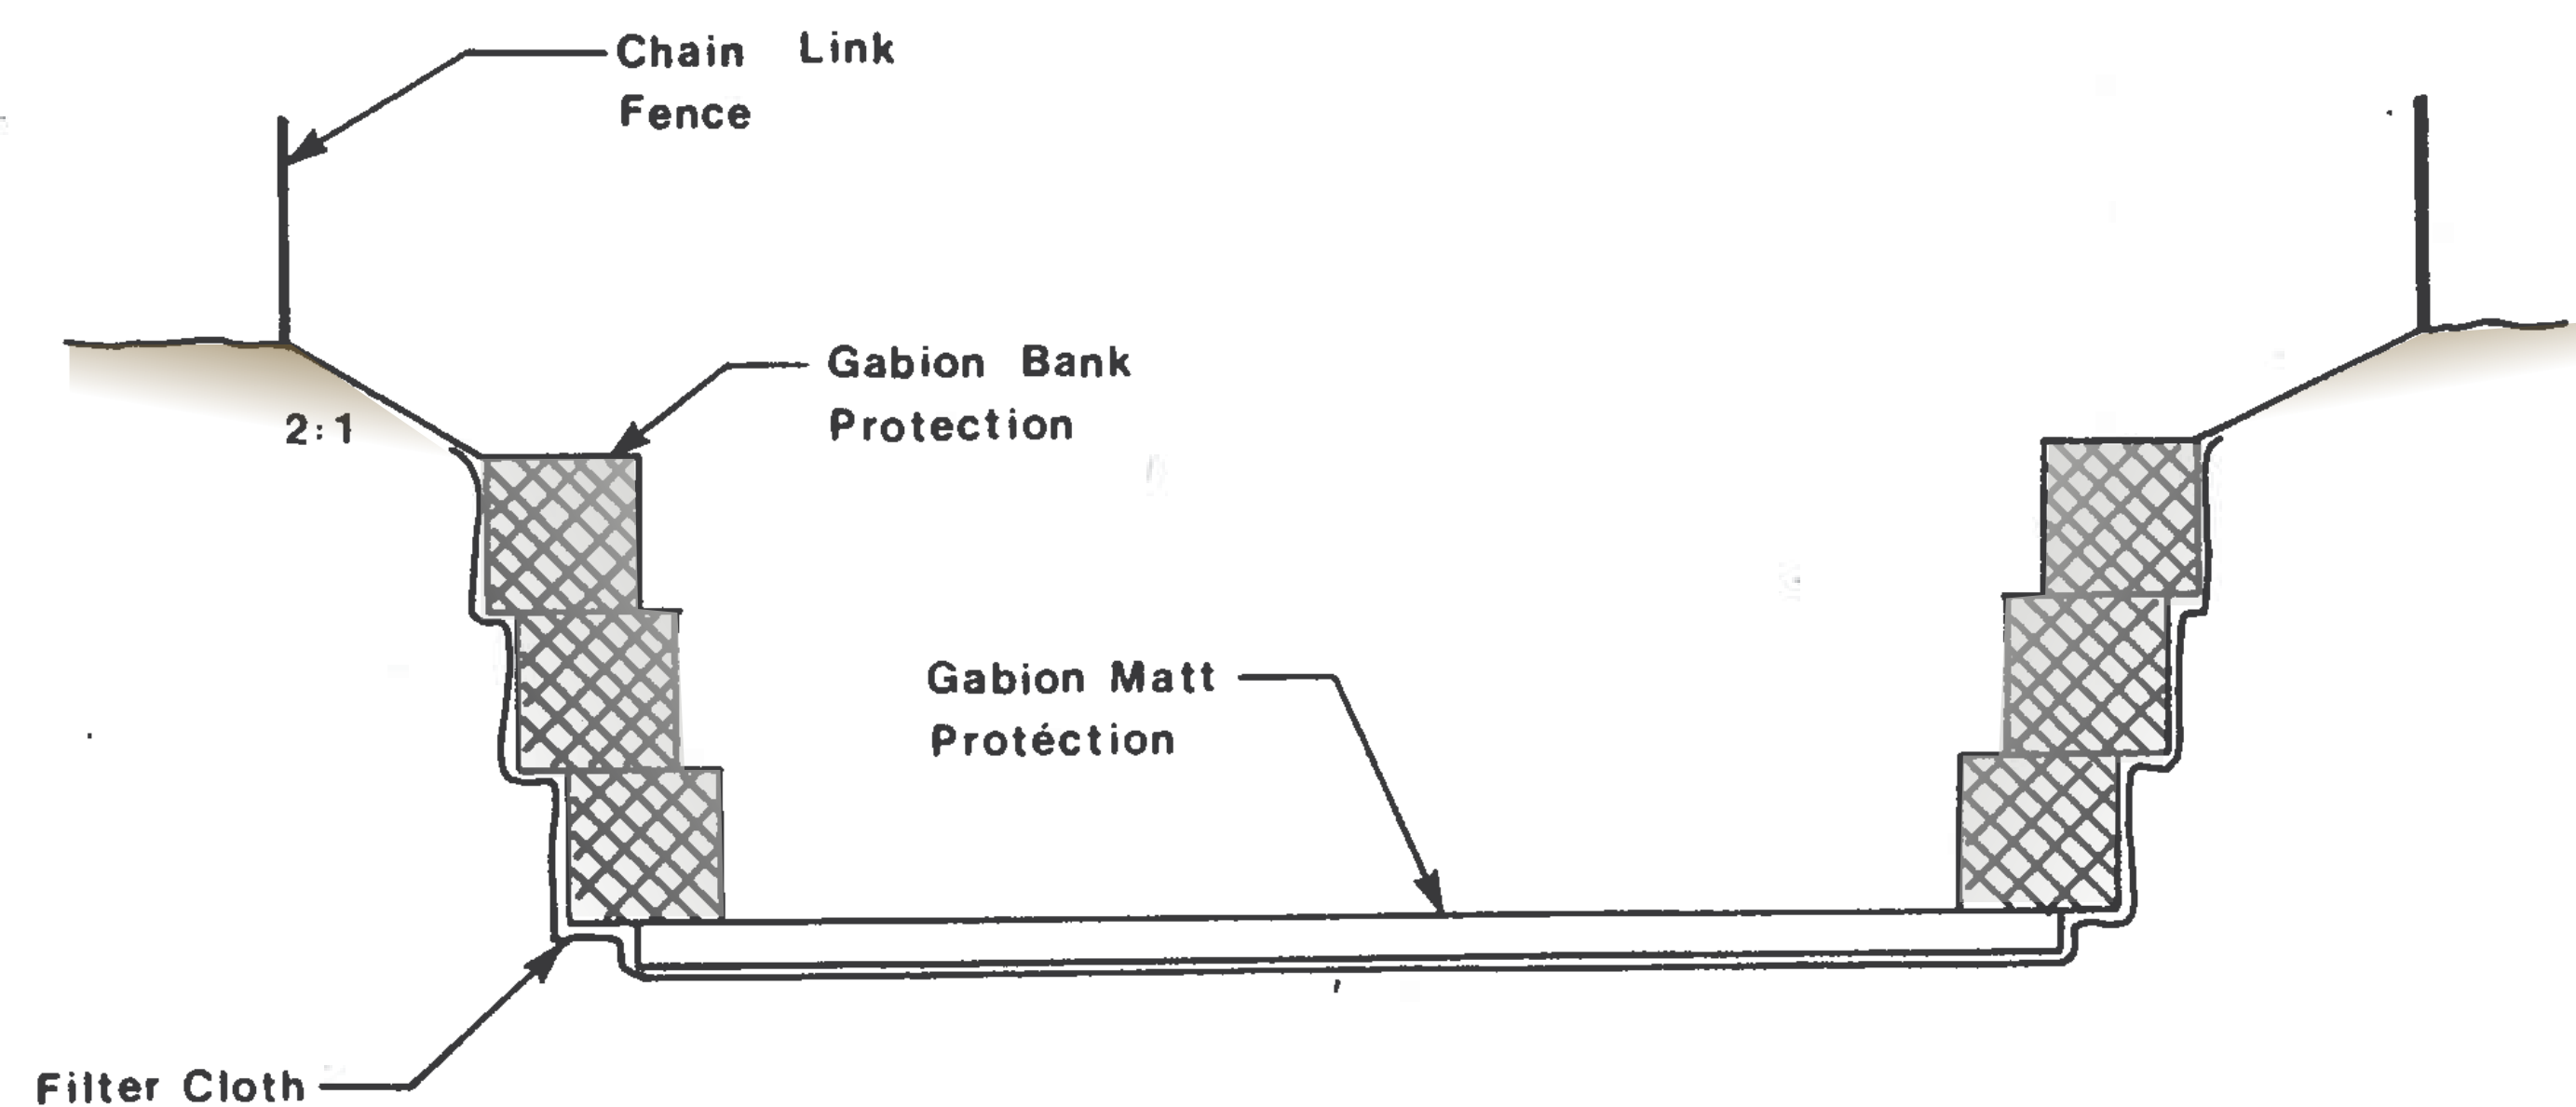 Chain Link
Fence
Gabion Bank
Protection
2:1
Gabion Matt
Protéction
Filter Cloth